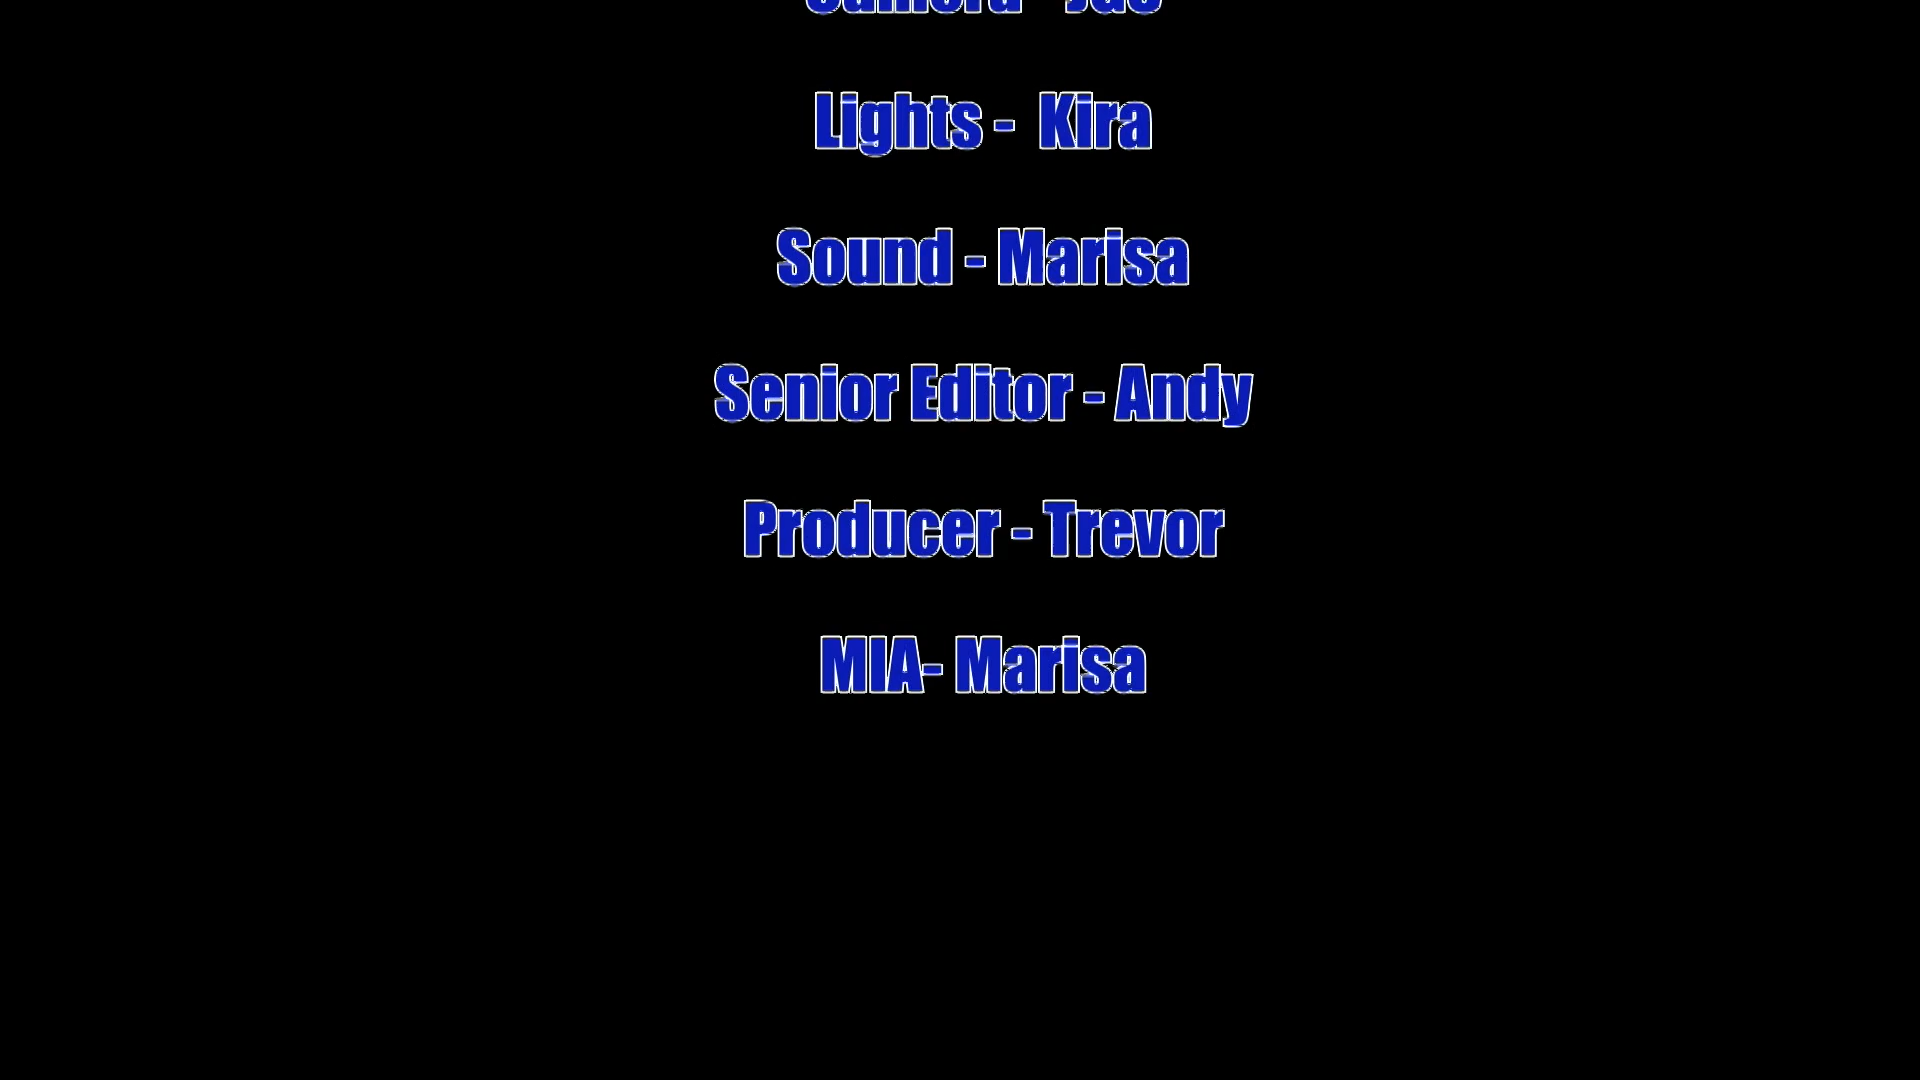 Lights -  Kira
Sound - Marisa
Senior Editor - Andy
Producer - Trevor
MIA- Marisa